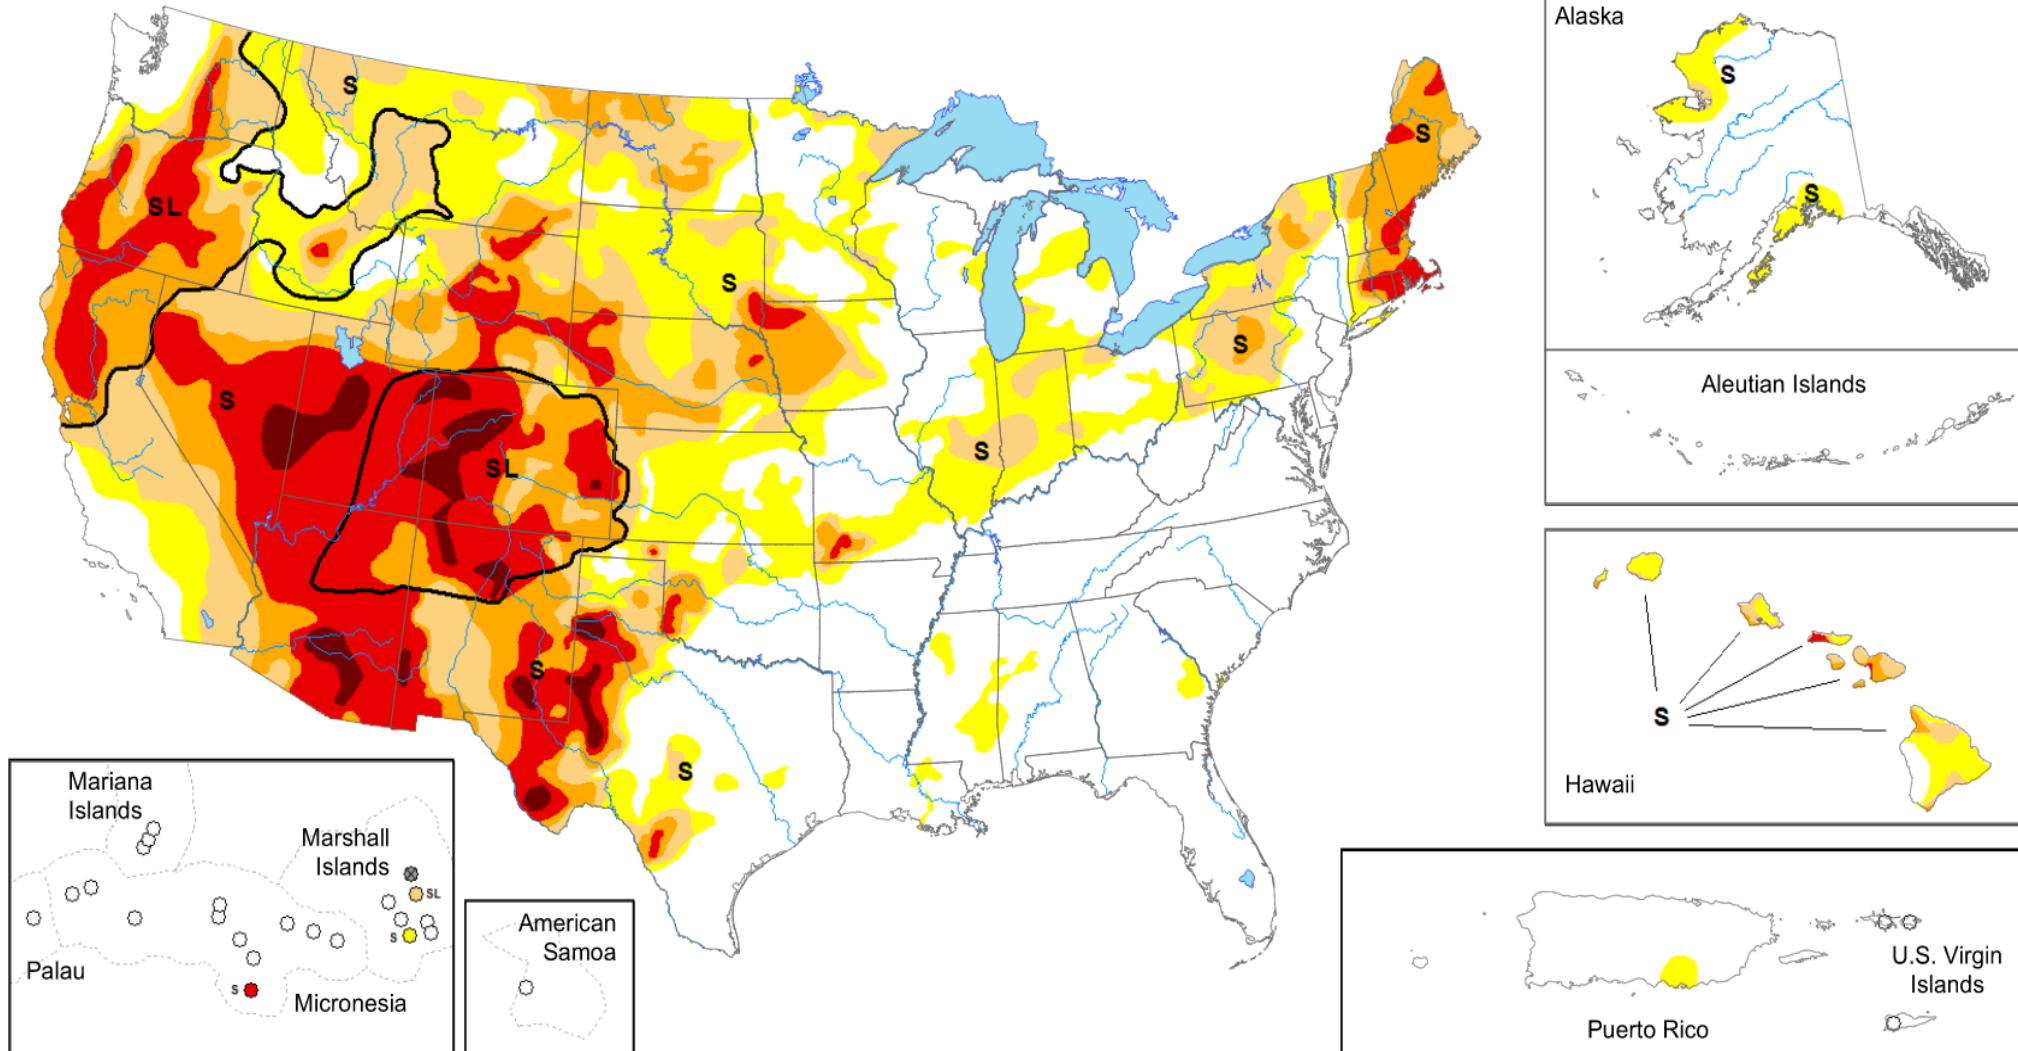 Alaska
S
S
S
S
SL
S
S
S
S
SL
S
S
S
Aleutian Islands
S
Hawaii
Mariana
Islands
Marshall
Islands
SL
S
S
Palau
Micronesia
American
Samoa
U.S. Virgin
Islands
Puerto Rico